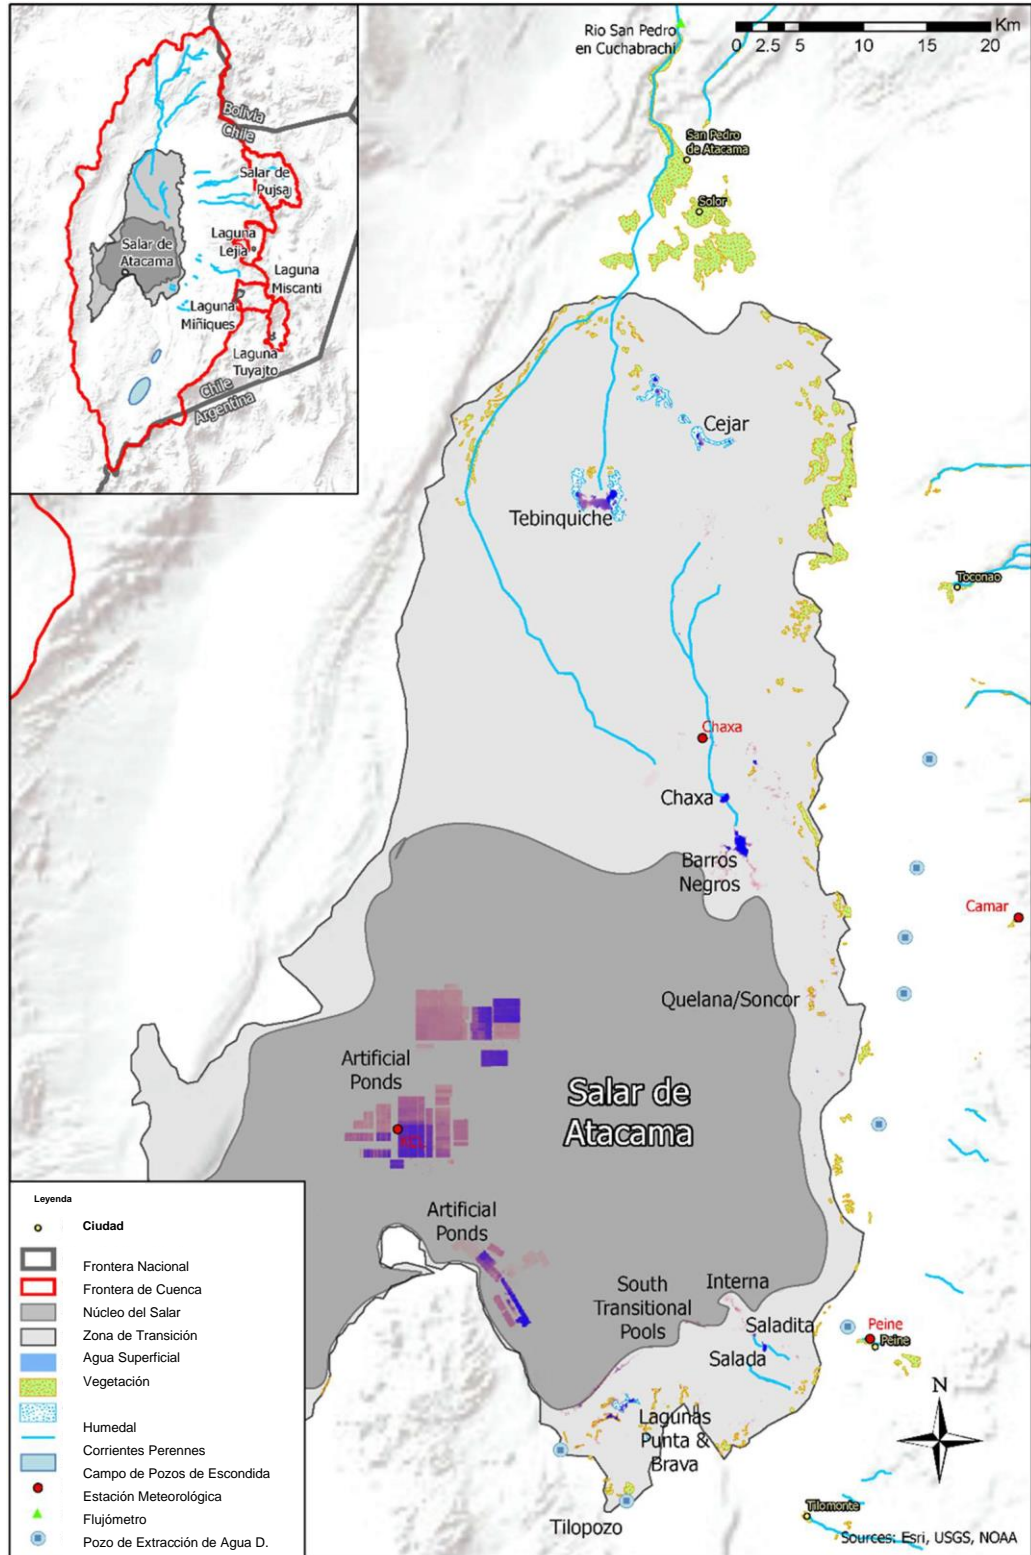 Bolivia
Chile
Salar de
Pujsa
Laguna
Lejia
Salar de
Atacama
Laguna
Miscanti
Laguna
Miñiques
Laguna
Tuyajto
Chile
Argentina
Rio San Pedro
en Cuchabrachi
Km
0 2.5 5 10 15 20
San Pedro
de Atacama
Solor
Cejar
Tebinquiche
Toconao
Chaxa
Chaxa
Barros
Negros
Camar
Quelana/Soncor
Artificial
Ponds
Salar de
Atacama
Artificial
Ponds
South
Transitional
Pools
Interna
Saladita
Salada
Peine
Peine
Lagunas
Punta &
Brava
N
Tilopozo
Tilomonte
Sources: Esri, USGS, NOAA
Leyenda
Ciudad
Frontera Nacional
Frontera de Cuenca
Núcleo del Salar
Zona de Transición
Agua Superficial
Vegetación
Humedal
Corrientes Perennes
Campo de Pozos de Escondida
Estación Meteorológica
Flujómetro
Pozo de Extracción de Agua D.